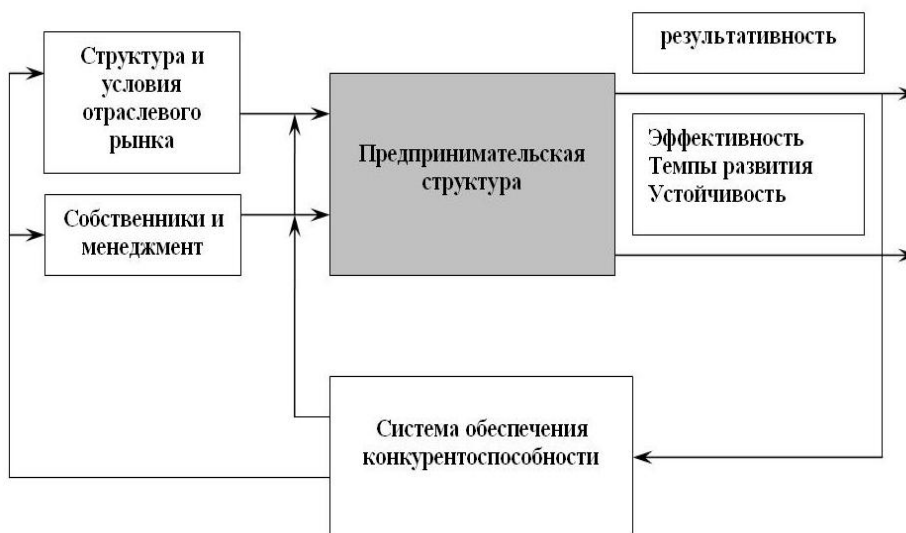 Структура и
условия
отраслевого
рынка
Собственники и
менеджмент
Предпринимательская
структура
результативность
Эффективность
Темпы развития
Устойчивость
Система обеспечения
конкурентоспособности